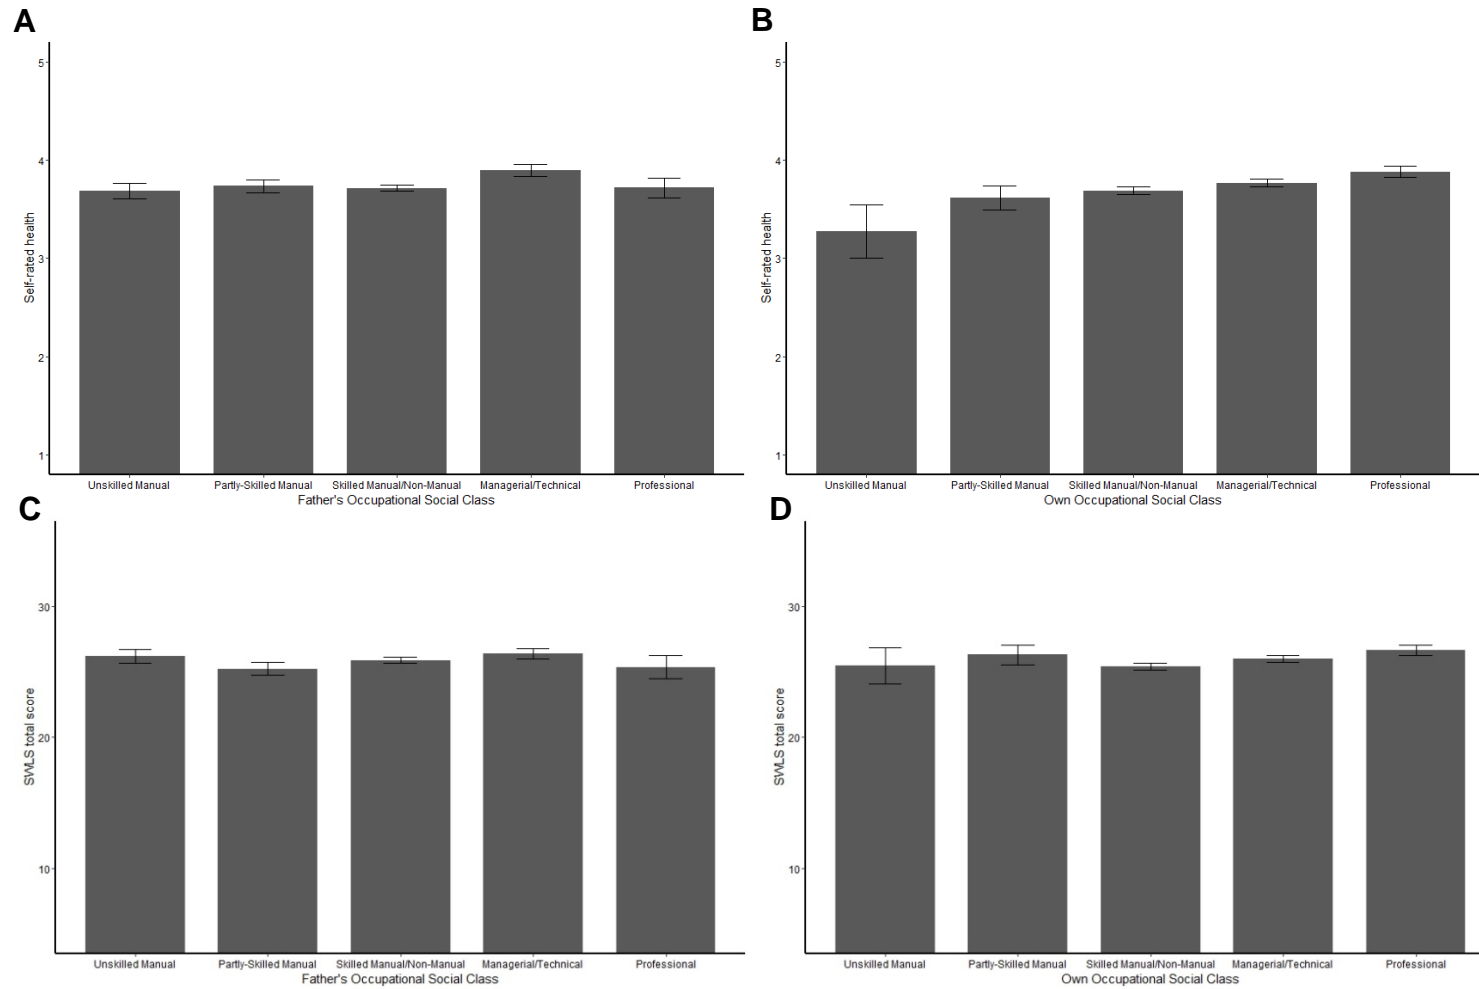 A
5
4
3
2
1
Self-rated health
Unskilled Manual Partly-Skilled Manual Skilled Manual/Non-Manual Managerial/Technical Professional
Father's Occupational Social Class
B
5
4
3
2
1
Self-rated health
Unskilled Manual Partly-Skilled Manual Skilled Manual/Non-Manual Managerial/Technical Professional
Own Occupational Social Class
C
30
20
10
SWLS total score
Unskilled Manual Partly-Skilled Manual Skilled Manual/Non-Manual Managerial/Technical Professional
Father's Occupational Social Class
D
30
20
10
SWLS total score
Unskilled Manual Partly-Skilled Manual Skilled Manual/Non-Manual Managerial/Technical Professional
Own Occupational Social Class